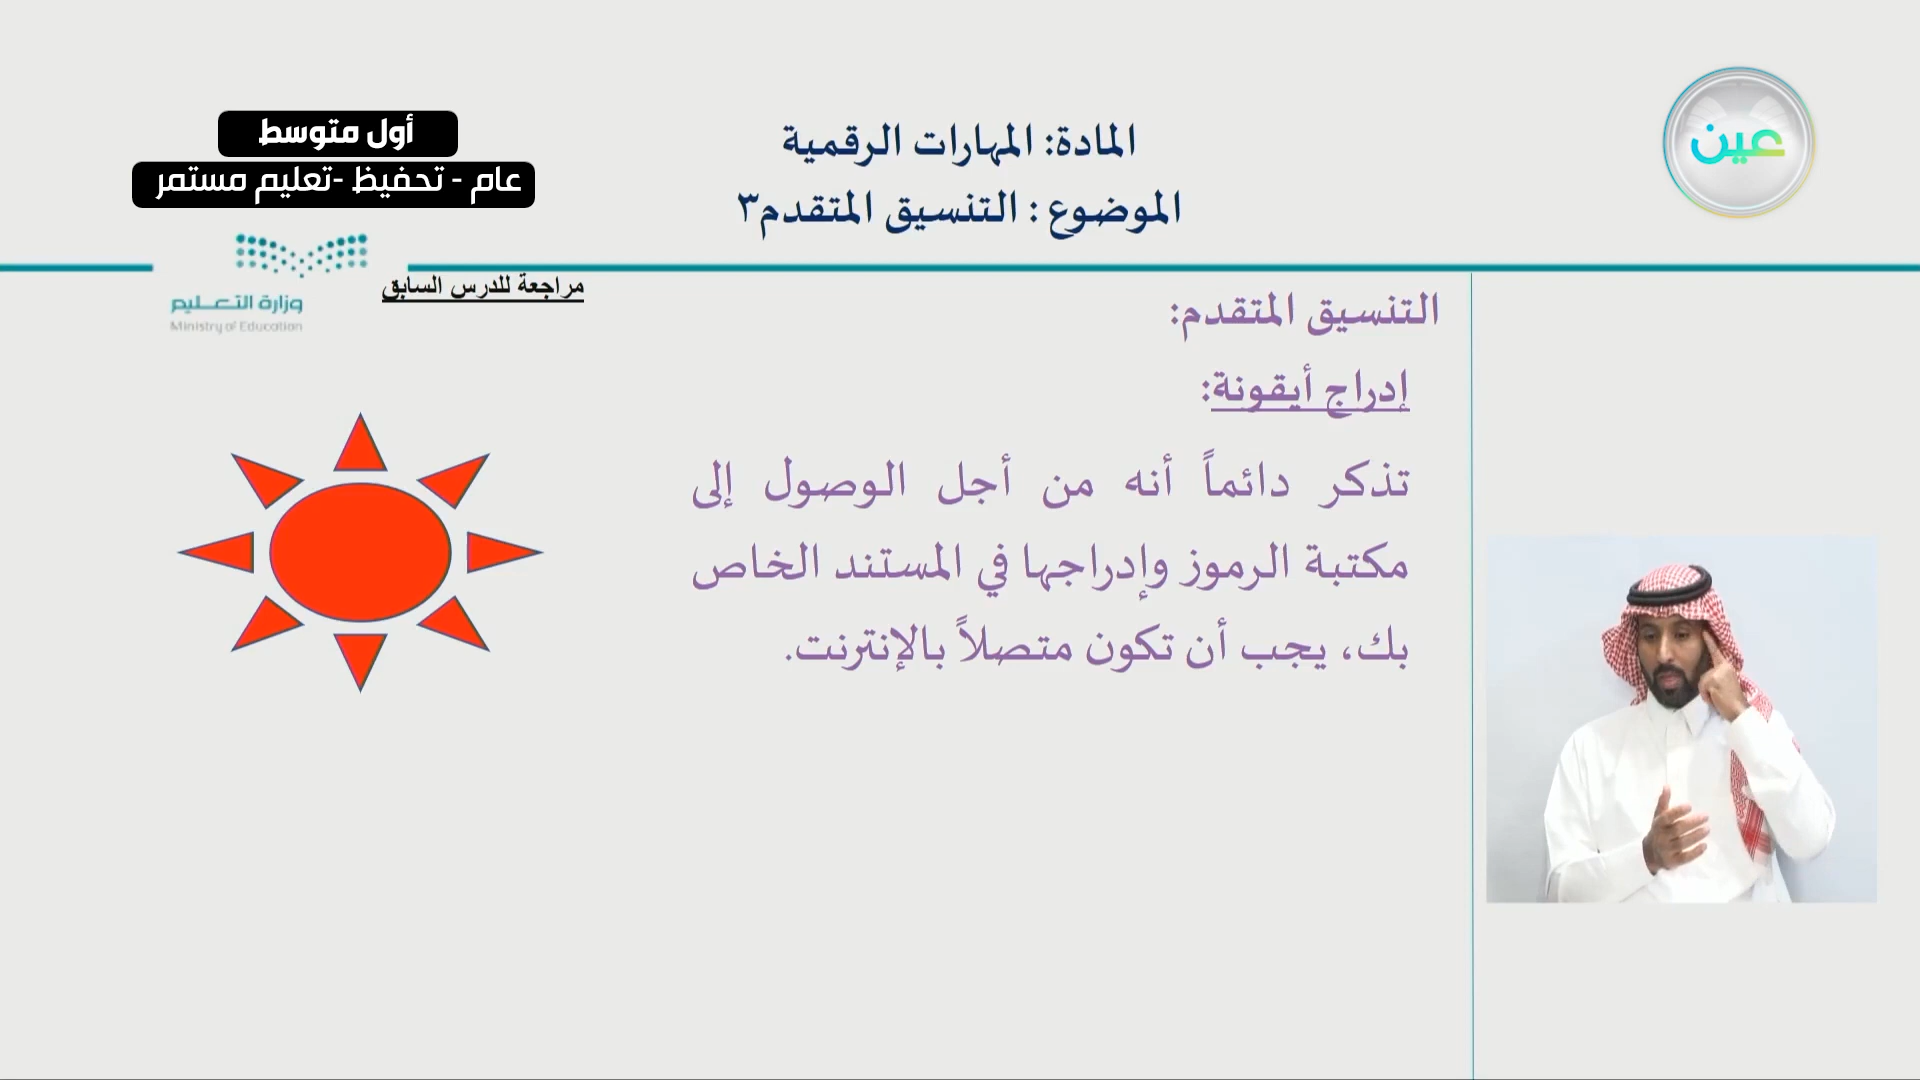 عين
المادة: المهارات الرقمية
الموضوع : التنسيق المتقدم٣
أول متوسط
عام - تحفيظ -تعليم مستمر
وزارة التعـــليم
Ministry of Education
مراجعة للدرس السابق
التنسيق المتقدم:
إدراج أيقونة:
تذكر دائماً أنه من أجل الوصول إلى
مكتبة الرموز وإدراجها في المستند الخاص
بك، يجب أن تكون متصلاً بالإنترنت.